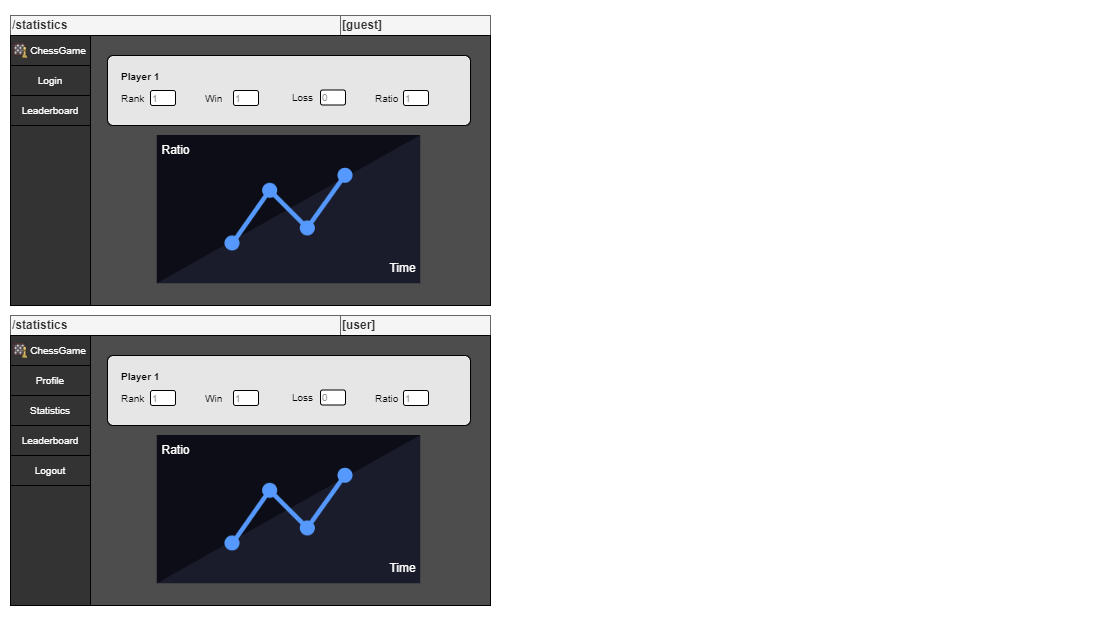 /statistics [guest]
ChessGame
Login
Leaderboard
Player 1
Rank 1 Win 1 Loss 0 Ratio 1
Ratio
Time
/statistics [user]
ChessGame
Profile
Statistics
Leaderboard
Logout
Player 1
Rank 1 Win 1 Loss 0 Ratio 1
Ratio
Time